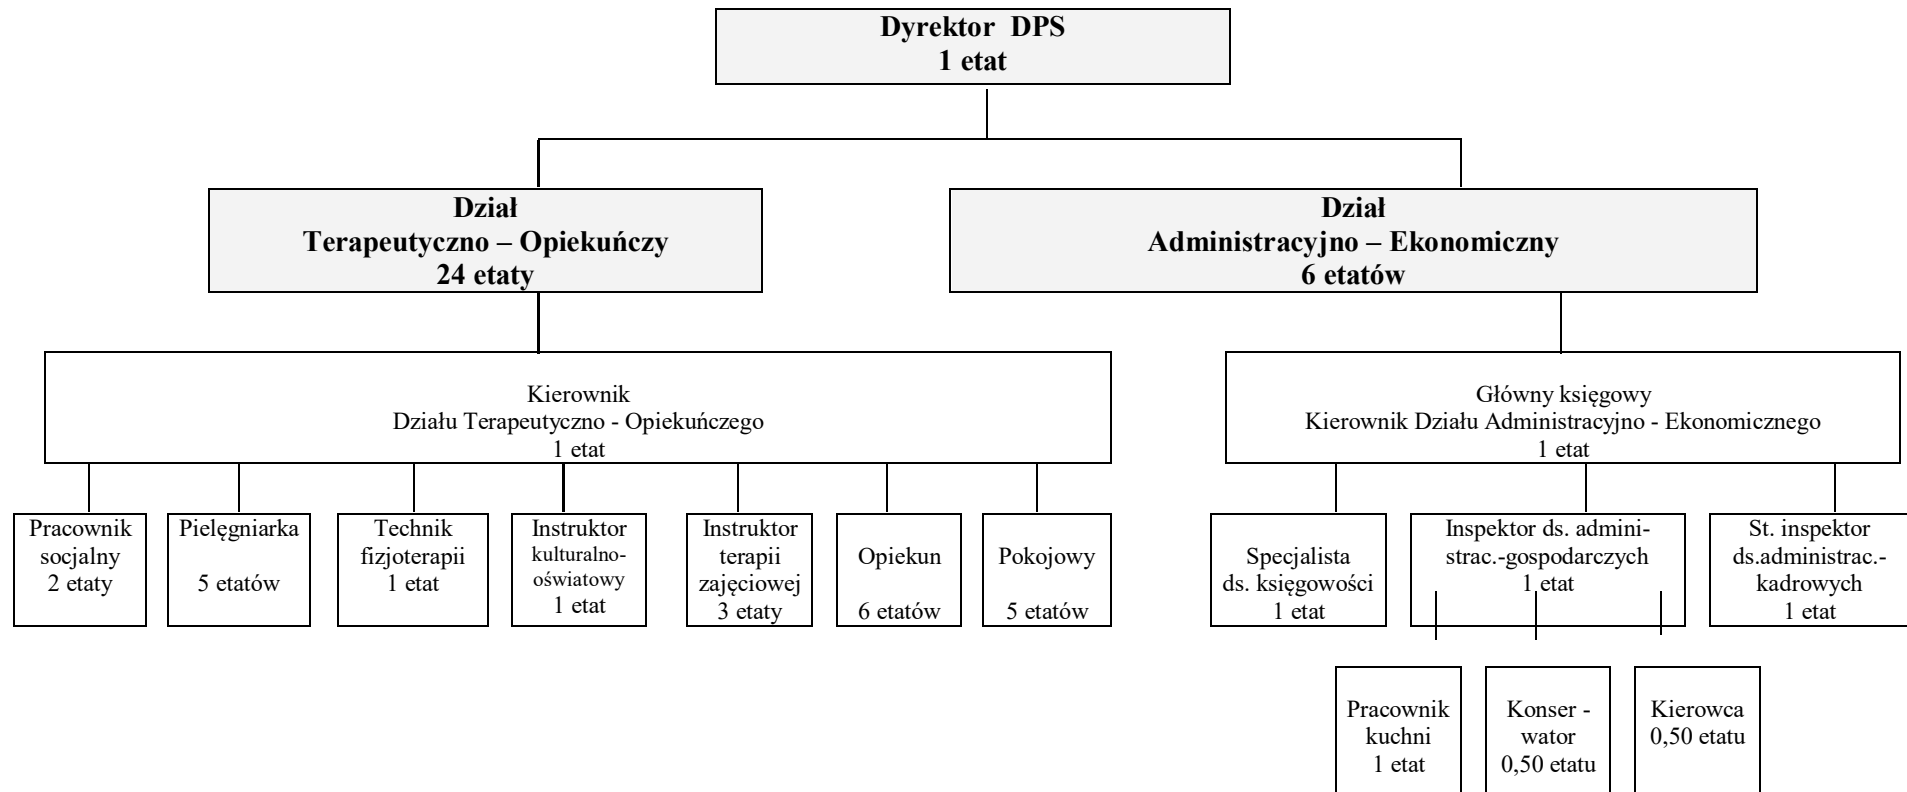 Dyrektor DPS
1 etat
Dział
Terapeutyczno – Opiekuńczy
24 etaty
Dział
Administracyjno – Ekonomiczny
6 etatów
Kierownik
Działu Terapeutyczno - Opiekuńczego
1 etat
Główny księgowy
Kierownik Działu Administracyjno - Ekonomicznego
1 etat
Pracownik
socjalny
2 etaty
Pielęgniarka
5 etatów
Technik
fizjoterapii
1 etat
Instruktor
kulturalno-
oświatowy
1 etat
Instruktor
terapii
zajęciowej
3 etaty
Opiekun
6 etatów
Pokojowy
5 etatów
Specjalista
ds. księgowości
1 etat
Inspektor ds. admini-
strac.-gospodarczych
1 etat
St. inspektor
ds.administrac.-
kadrowych
1 etat
Pracownik
kuchni
1 etat
Konser -
wator
0,50 etatu
Kierowca
0,50 etatu